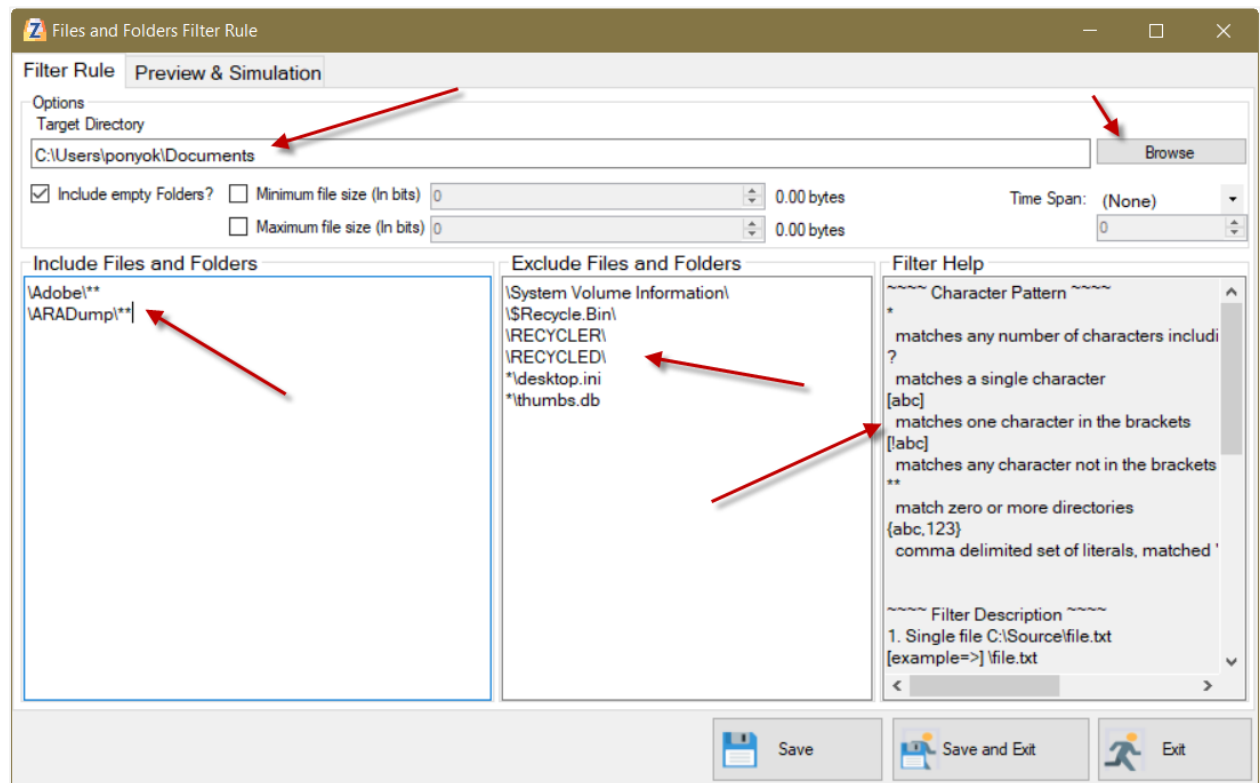 Files and Folders Filter Rule
Filter Rule
Preview & Simulation
Options
Target Directory
C:\Users\ponyok\Documents
Browse
Include empty Folders?
Minimum file size (In bits)
0
0.00 bytes
Time Span:
(None)
Maximum file size (In bits)
0
0.00 bytes
0
Include Files and Folders
\Adobe\**
\ARADump\**
Exclude Files and Folders
\System Volume Information\
\$Recycle.Bin\
\RECYCLER\
\RECYCLED\
*\desktop.ini
*\thumbs.db
Filter Help
~~~~ Character Pattern ~~~~
*
matches any number of characters includi
?
matches a single character
[abc]
matches one character in the brackets
[!abc]
matches any character not in the brackets
**
match zero or more directories
{abc,123}
comma delimited set of literals, matched '
~~~~ Filter Description ~~~~
1. Single file C:\Source\file.txt
[example=>] \file.txt
Save
Save and Exit
Exit